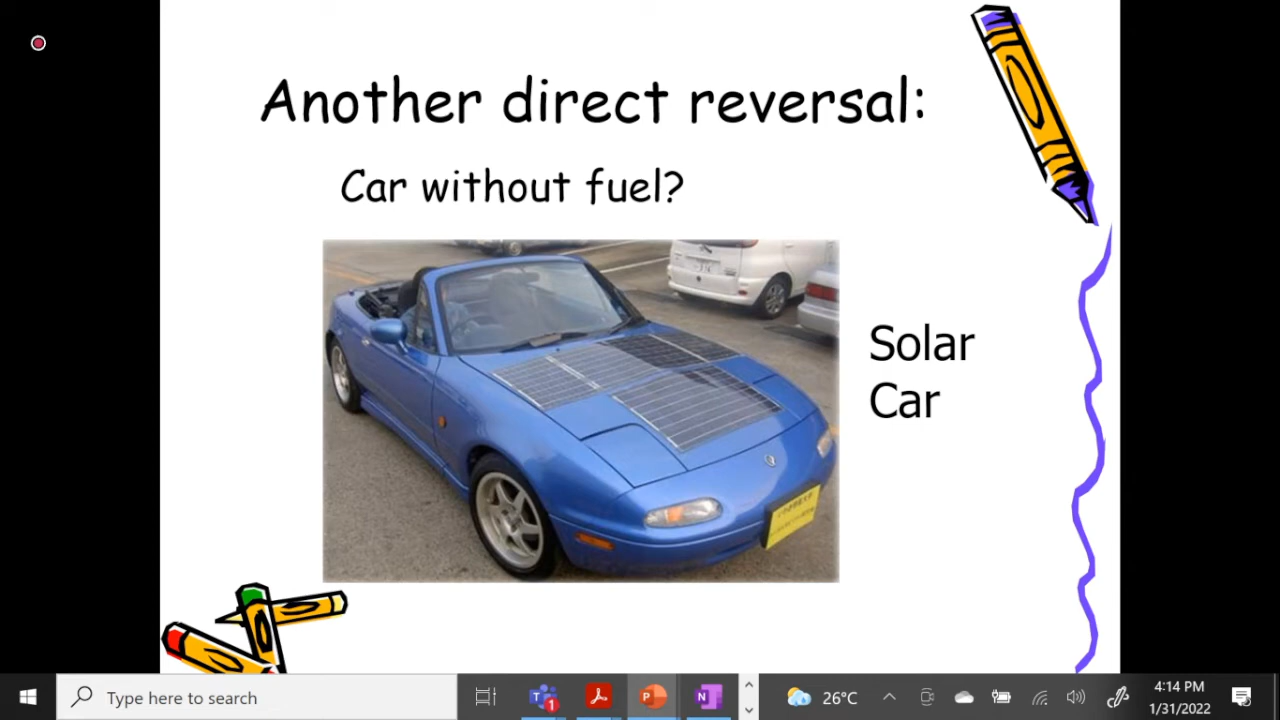 Another direct reversal:
Car without fuel?
Solar
Car
Type here to search
1
26°C
4:14 PM
1/31/2022